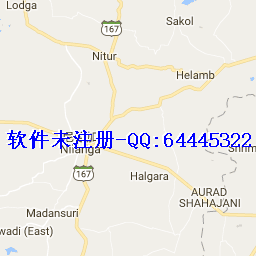 Lodga
Sakol
167
Nitur
Helamb
软件未注册-QQ:64445322
Nilanga
167
Halgara
AURAD
SHAHAJANI
Madansuri
wadi (East)